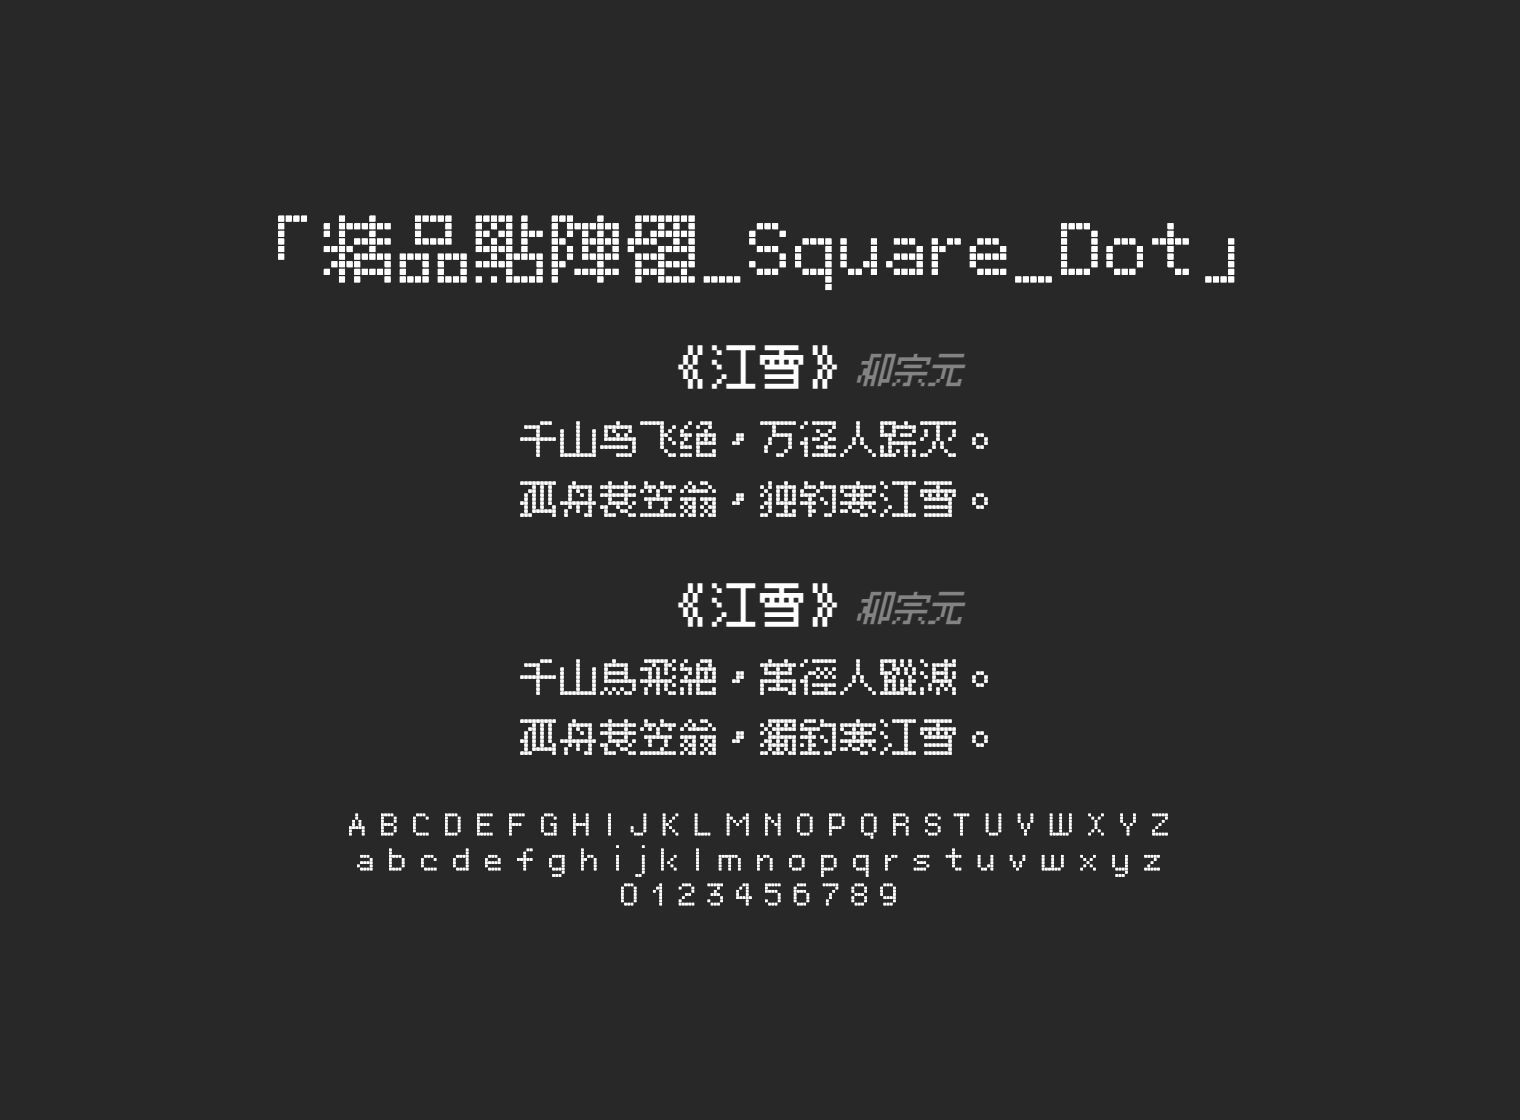 「精品點陣體_Square_Dot」
《江雪》 柳宗元
千山鸟飞绝，万径人踪灭。
孤舟蓑笠翁，独钓寒江雪。
《江雪》 柳宗元
千山鳥飛絕，萬徑人蹤滅。
孤舟蓑笠翁，獨釣寒江雪。
A B C D E F G H I J K L M N O P Q R S T U V W X Y Z
a b c d e f g h i j k l m n o p q r s t u v w x y z
0 1 2 3 4 5 6 7 8 9